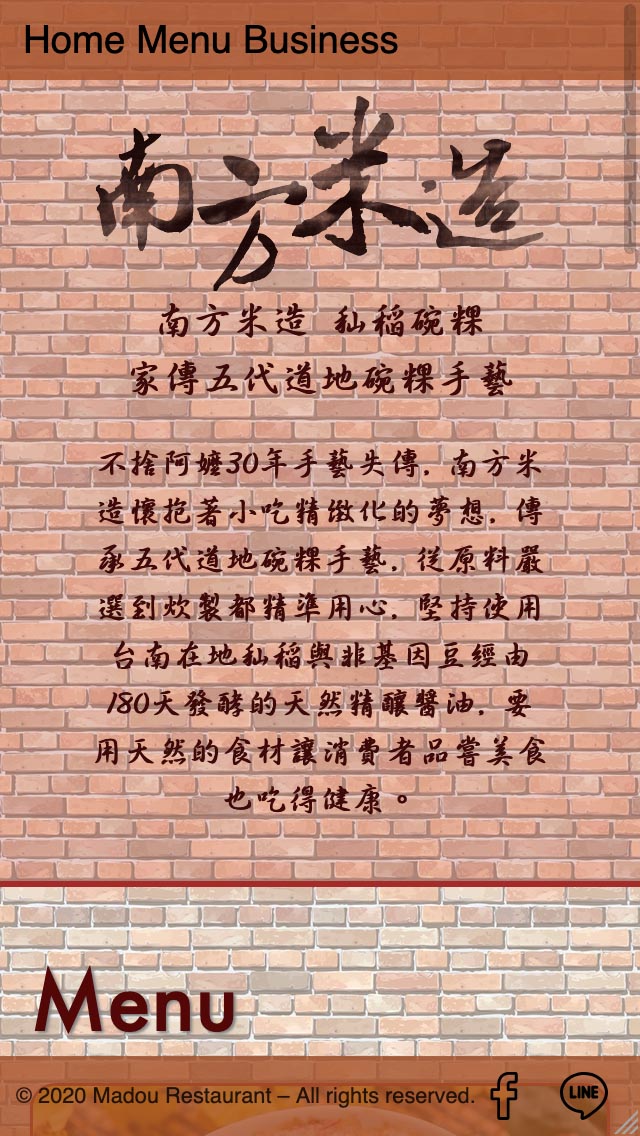 Home Menu Business
南方米造
南方米造 秈稻碗粿
家傳五代道地碗粿手藝
不捨阿嬤30年手藝失傳，南方米
造懷抱著小吃精緻化的夢想，傳
承五代道地碗粿手藝，從原料嚴
選到炊製都精準用心，堅持使用
台南在地秈稻與非基因豆經由
180天發酵的天然精釀醬油，要
用天然的食材讓消費者品嘗美食
也吃得健康。
Menu
© 2020 Madou Restaurant – All rights reserved.
LINE